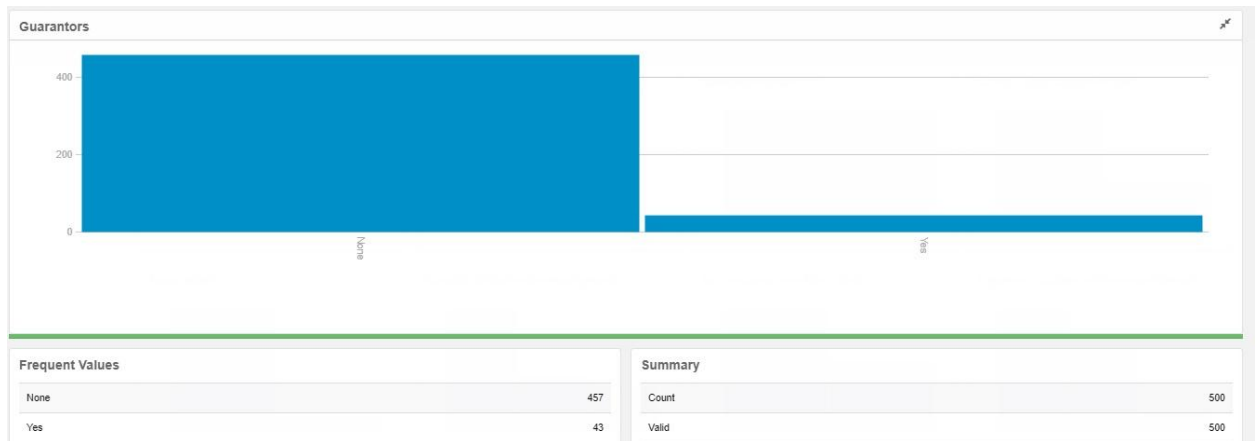 Guarantors
400
200
0
None
Yes
Frequent Values
None 457
Yes 43
Summary
Count 500
Valid 500